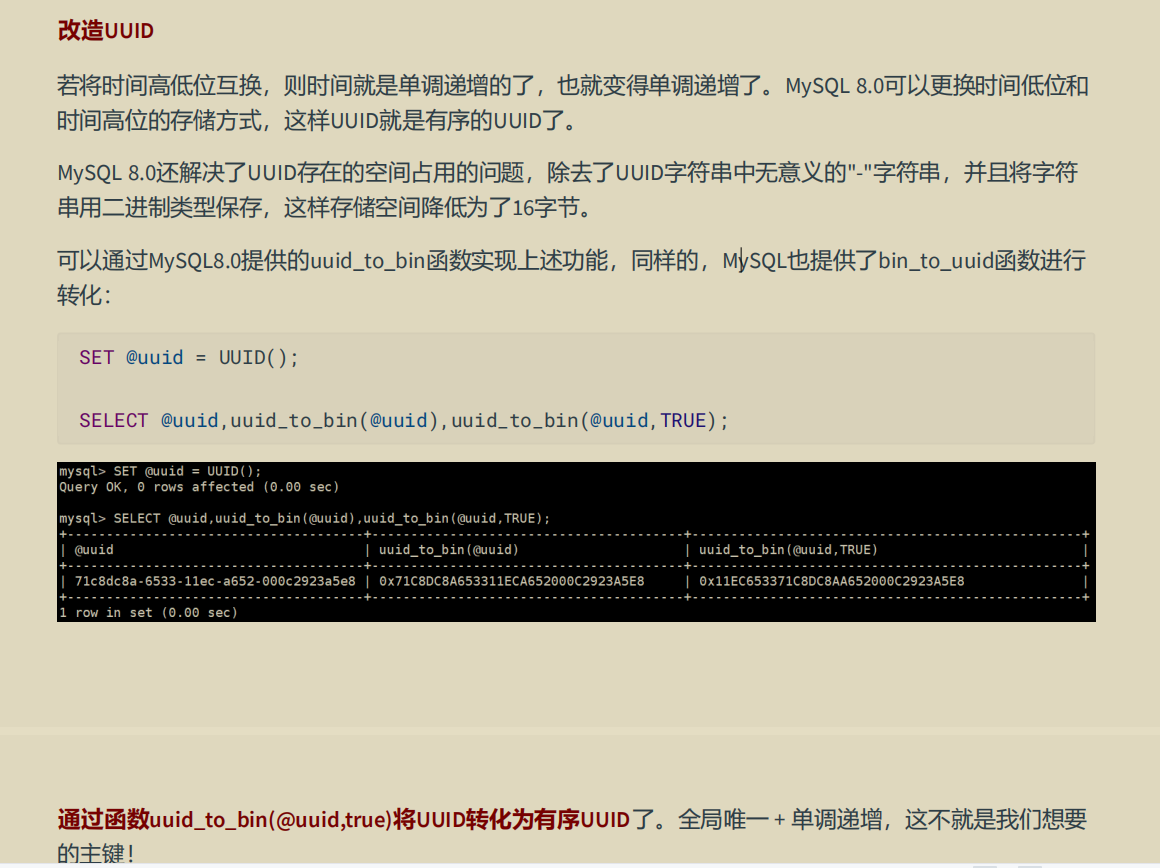 改造UUID
若将时间高低位互换，则时间就是单调递增的了，也就变得单调递增了。MySQL 8.0可以更换时间低位和
时间高位的存储方式，这样UUID就是有序的UUID了。
MySQL 8.0还解决了UUID存在的空间占用的问题，除去了UUID字符串中无意义的"-"字符串，并且将字符
串用二进制类型保存，这样存储空间降低为了16字节。
可以通过MySQL8.0提供的uuid_to_bin函数实现上述功能，同样的，MySQL也提供了bin_to_uuid函数进行
转化：
SET @uuid = UUID();
SELECT @uuid,uuid_to_bin(@uuid),uuid_to_bin(@uuid,TRUE);
mysql> SET @uuid = UUID();
Query OK, 0 rows affected (0.00 sec)
mysql> SELECT @uuid,uuid_to_bin(@uuid),uuid_to_bin(@uuid,TRUE);
+--------------------------------------+----------------------------------------+--------------------------------------------------+
| @uuid | uuid_to_bin(@uuid) | uuid_to_bin(@uuid,TRUE) |
+--------------------------------------+----------------------------------------+--------------------------------------------------+
| 71c8dc8a-6533-11ec-a652-000c2923a5e8 | 0x71C8DC8A653311ECA652000C2923A5E8 | 0x11EC653371C8DC8AA652000C2923A5E8 |
+--------------------------------------+----------------------------------------+--------------------------------------------------+
1 row in set (0.00 sec)
通过函数uuid_to_bin(@uuid,true)将UUID转化为有序UUID了。全局唯一 + 单调递增，这不就是我们想要
的主键！